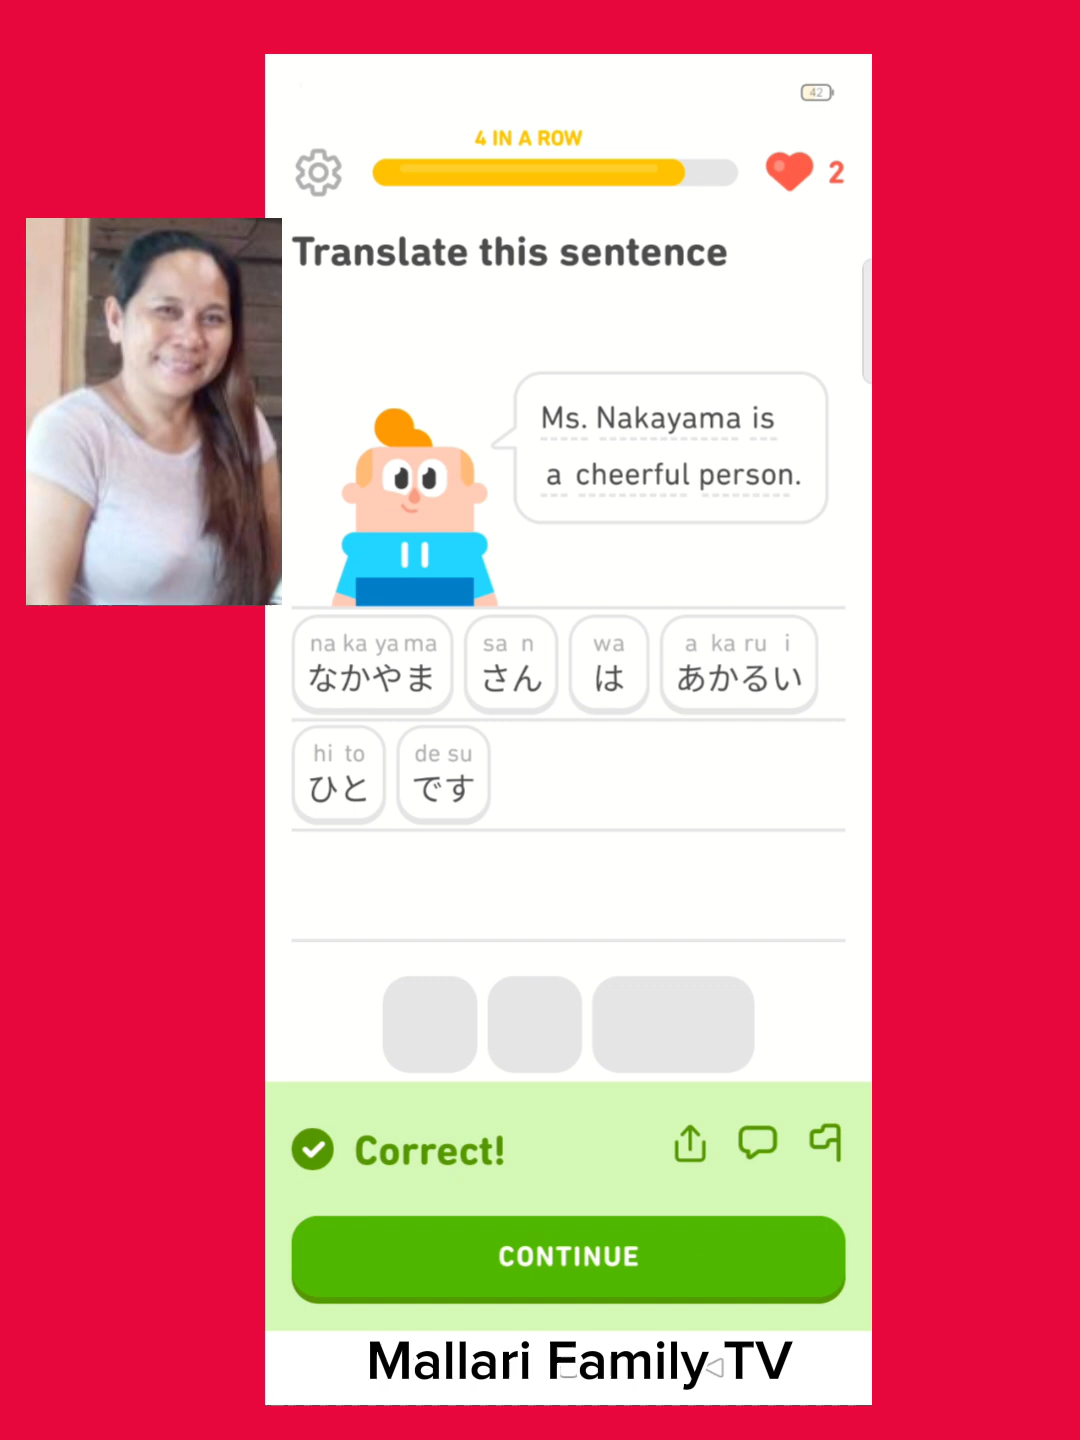 42
4 IN A ROW
2
Translate this sentence
Ms. Nakayama is
a cheerful person.
na ka ya ma sa n wa a ka ru i
なかやま さん は あかるい
hi to de su
ひと です
Correct!
CONTINUE
Mallari Family TV